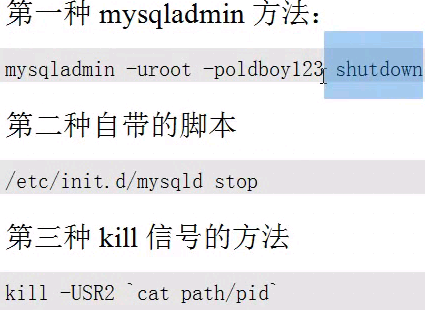 第一种 mysqladmin 方法：
mysqladmin -uroot -poldboy123 shutdown
第二种自带的脚本
/etc/init.d/mysqld stop
第三种 kill 信号的方法
kill -USR2 `cat path/pid`